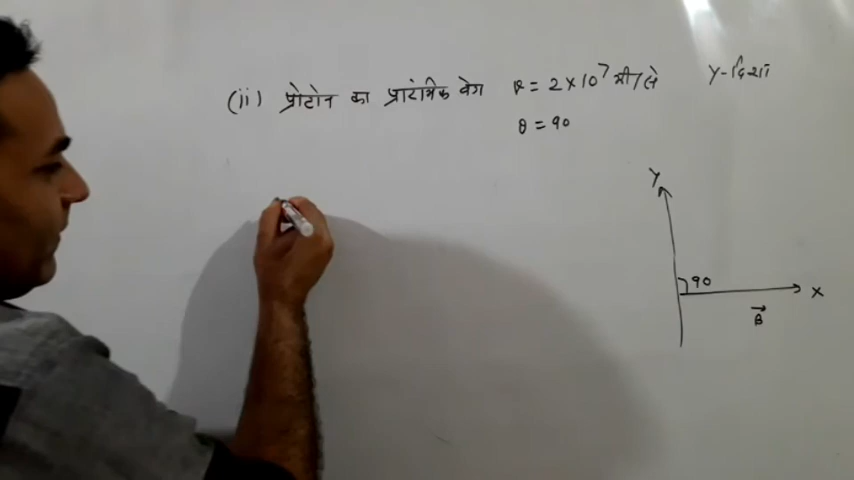 (ii) प्रोटोन का प्रारंभिक वेग v = 2 × 10⁷ मी/से Y-दिशा
θ = 90
Y
90
X
B⃗